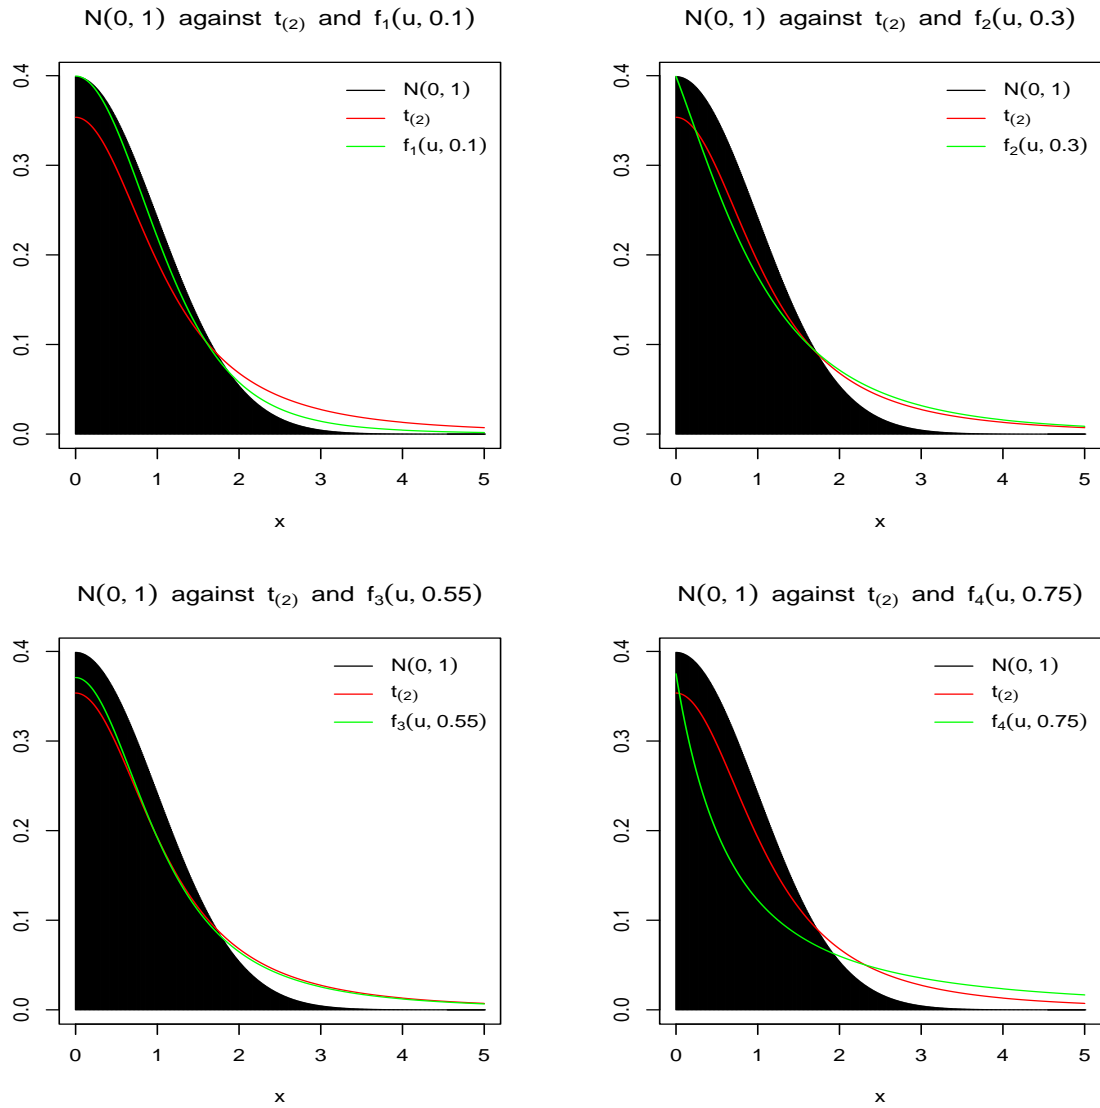 N(0, 1) against t₍₂₎ and f₁(u, 0.1)
0.4
0.3
0.2
0.1
0.0
N(0, 1)
t₍₂₎
f₁(u, 0.1)
0 1 2 3 4 5
x
N(0, 1) against t₍₂₎ and f₂(u, 0.3)
0.4
0.3
0.2
0.1
0.0
N(0, 1)
t₍₂₎
f₂(u, 0.3)
0 1 2 3 4 5
x
N(0, 1) against t₍₂₎ and f₃(u, 0.55)
0.4
0.3
0.2
0.1
0.0
N(0, 1)
t₍₂₎
f₃(u, 0.55)
0 1 2 3 4 5
x
N(0, 1) against t₍₂₎ and f₄(u, 0.75)
0.4
0.3
0.2
0.1
0.0
N(0, 1)
t₍₂₎
f₄(u, 0.75)
0 1 2 3 4 5
x